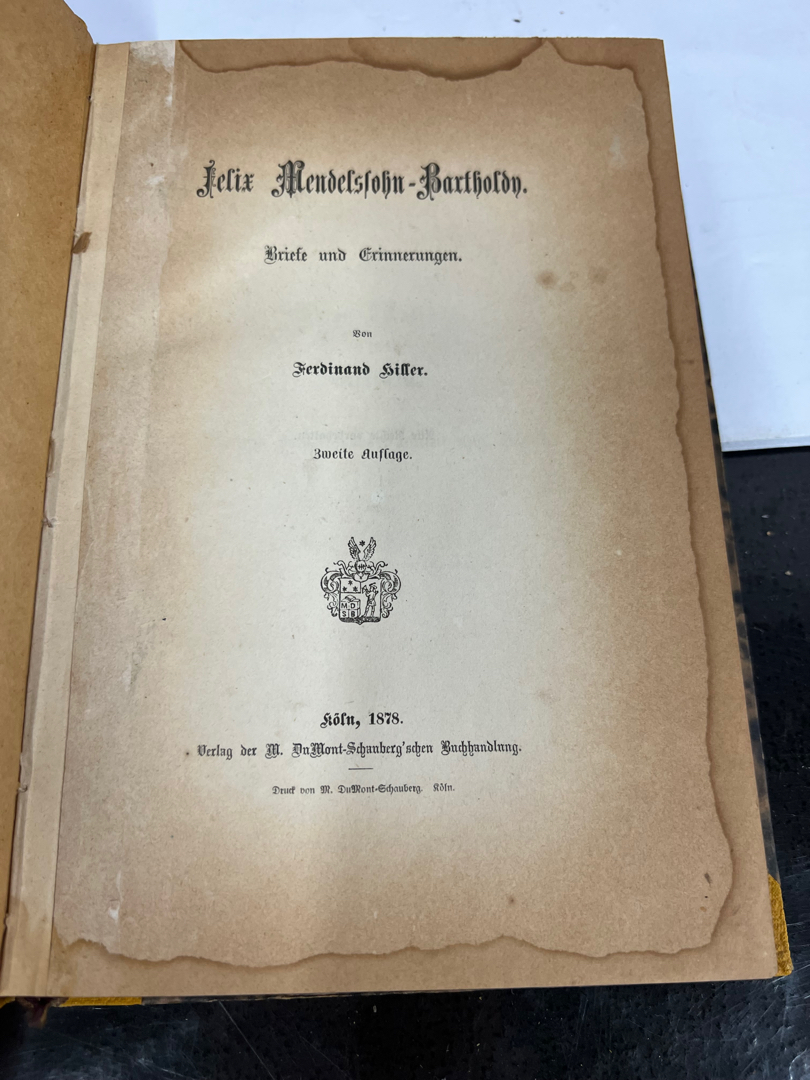 Felix Mendelssohn-Bartholdy.
Briefe und Erinnerungen.
Von
Ferdinand Hiller.
Zweite Auflage.
M D
S B
Köln, 1878.
Verlag der M. DuMont-Schauberg'schen Buchhandlung.
Druck von M. DuMont-Schauberg. Köln.